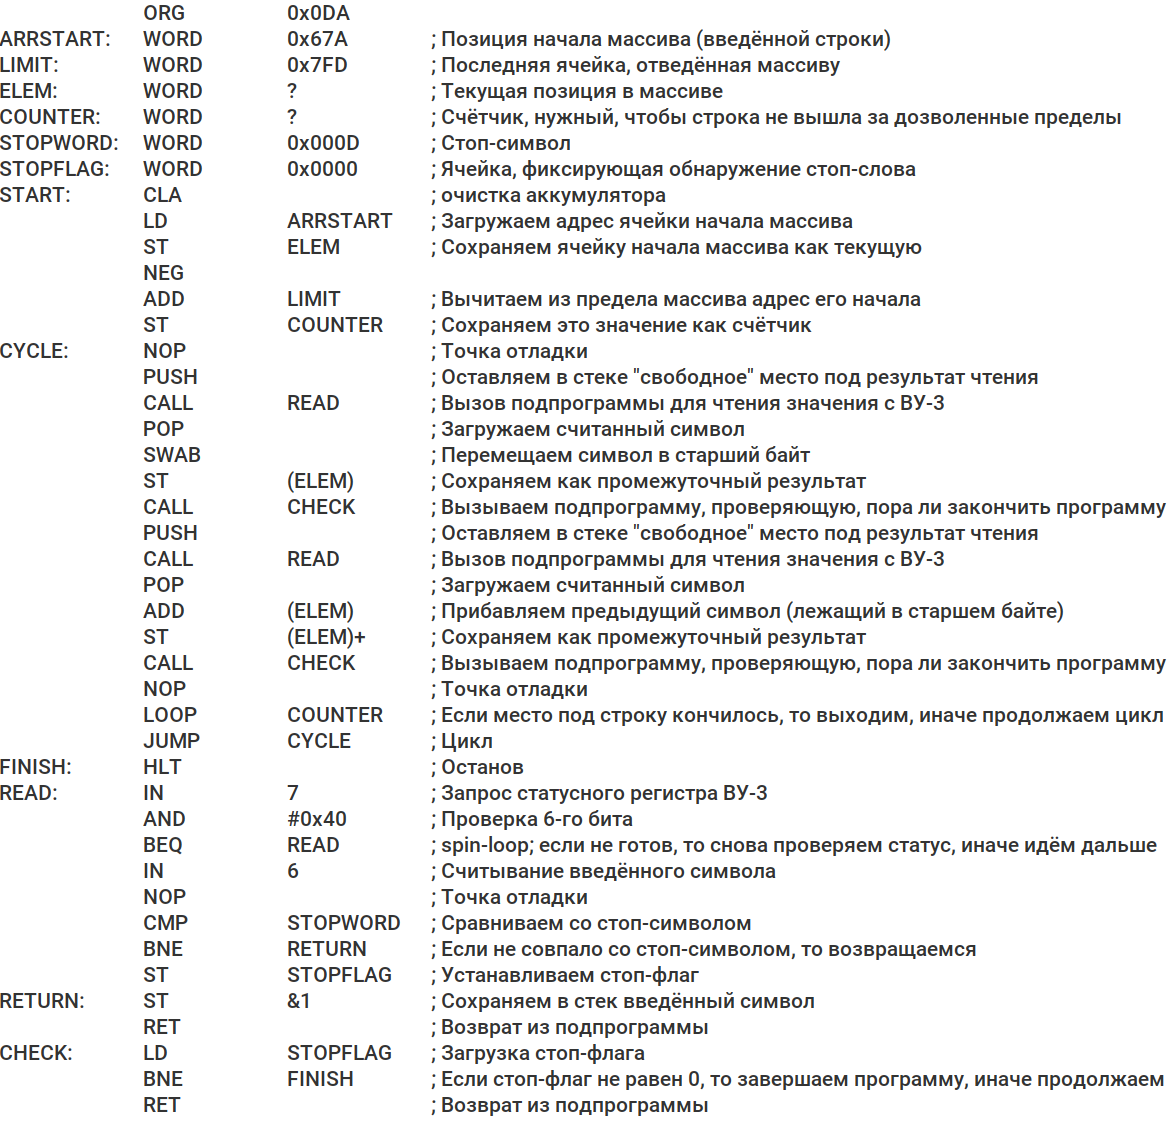 ORG 0x0DA
ARRSTART: WORD 0x67A ; Позиция начала массива (введённой строки)
LIMIT: WORD 0x7FD ; Последняя ячейка, отведённая массиву
ELEM: WORD ? ; Текущая позиция в массиве
COUNTER: WORD ? ; Счётчик, нужный, чтобы строка не вышла за дозволенные пределы
STOPWORD: WORD 0x000D ; Стоп-символ
STOPFLAG: WORD 0x0000 ; Ячейка, фиксирующая обнаружение стоп-слова
START: CLA ; очистка аккумулятора
LD ARRSTART ; Загружаем адрес ячейки начала массива
ST ELEM ; Сохраняем ячейку начала массива как текущую
NEG
ADD LIMIT ; Вычитаем из предела массива адрес его начала
ST COUNTER ; Сохраняем это значение как счётчик
CYCLE: NOP ; Точка отладки
PUSH ; Оставляем в стеке "свободное" место под результат чтения
CALL READ ; Вызов подпрограммы для чтения значения с ВУ-3
POP ; Загружаем считанный символ
SWAB ; Перемещаем символ в старший байт
ST (ELEM) ; Сохраняем как промежуточный результат
CALL CHECK ; Вызываем подпрограмму, проверяющую, пора ли закончить программу
PUSH ; Оставляем в стеке "свободное" место под результат чтения
CALL READ ; Вызов подпрограммы для чтения значения с ВУ-3
POP ; Загружаем считанный символ
ADD (ELEM) ; Прибавляем предыдущий символ (лежащий в старшем байте)
ST (ELEM)+ ; Сохраняем как промежуточный результат
CALL CHECK ; Вызываем подпрограмму, проверяющую, пора ли закончить программу
NOP ; Точка отладки
LOOP COUNTER ; Если место под строку кончилось, то выходим, иначе продолжаем цикл
JUMP CYCLE ; Цикл
FINISH: HLT ; Останов
READ: IN 7 ; Запрос статусного регистра ВУ-3
AND #0x40 ; Проверка 6-го бита
BEQ READ ; spin-loop; если не готов, то снова проверяем статус, иначе идём дальше
IN 6 ; Считывание введённого символа
NOP ; Точка отладки
CMP STOPWORD ; Сравниваем со стоп-символом
BNE RETURN ; Если не совпало со стоп-символом, то возвращаемся
ST STOPFLAG ; Устанавливаем стоп-флаг
RETURN: ST &1 ; Сохраняем в стек введённый символ
RET ; Возврат из подпрограммы
CHECK: LD STOPFLAG ; Загрузка стоп-флага
BNE FINISH ; Если стоп-флаг не равен 0, то завершаем программу, иначе продолжаем
RET ; Возврат из подпрограммы